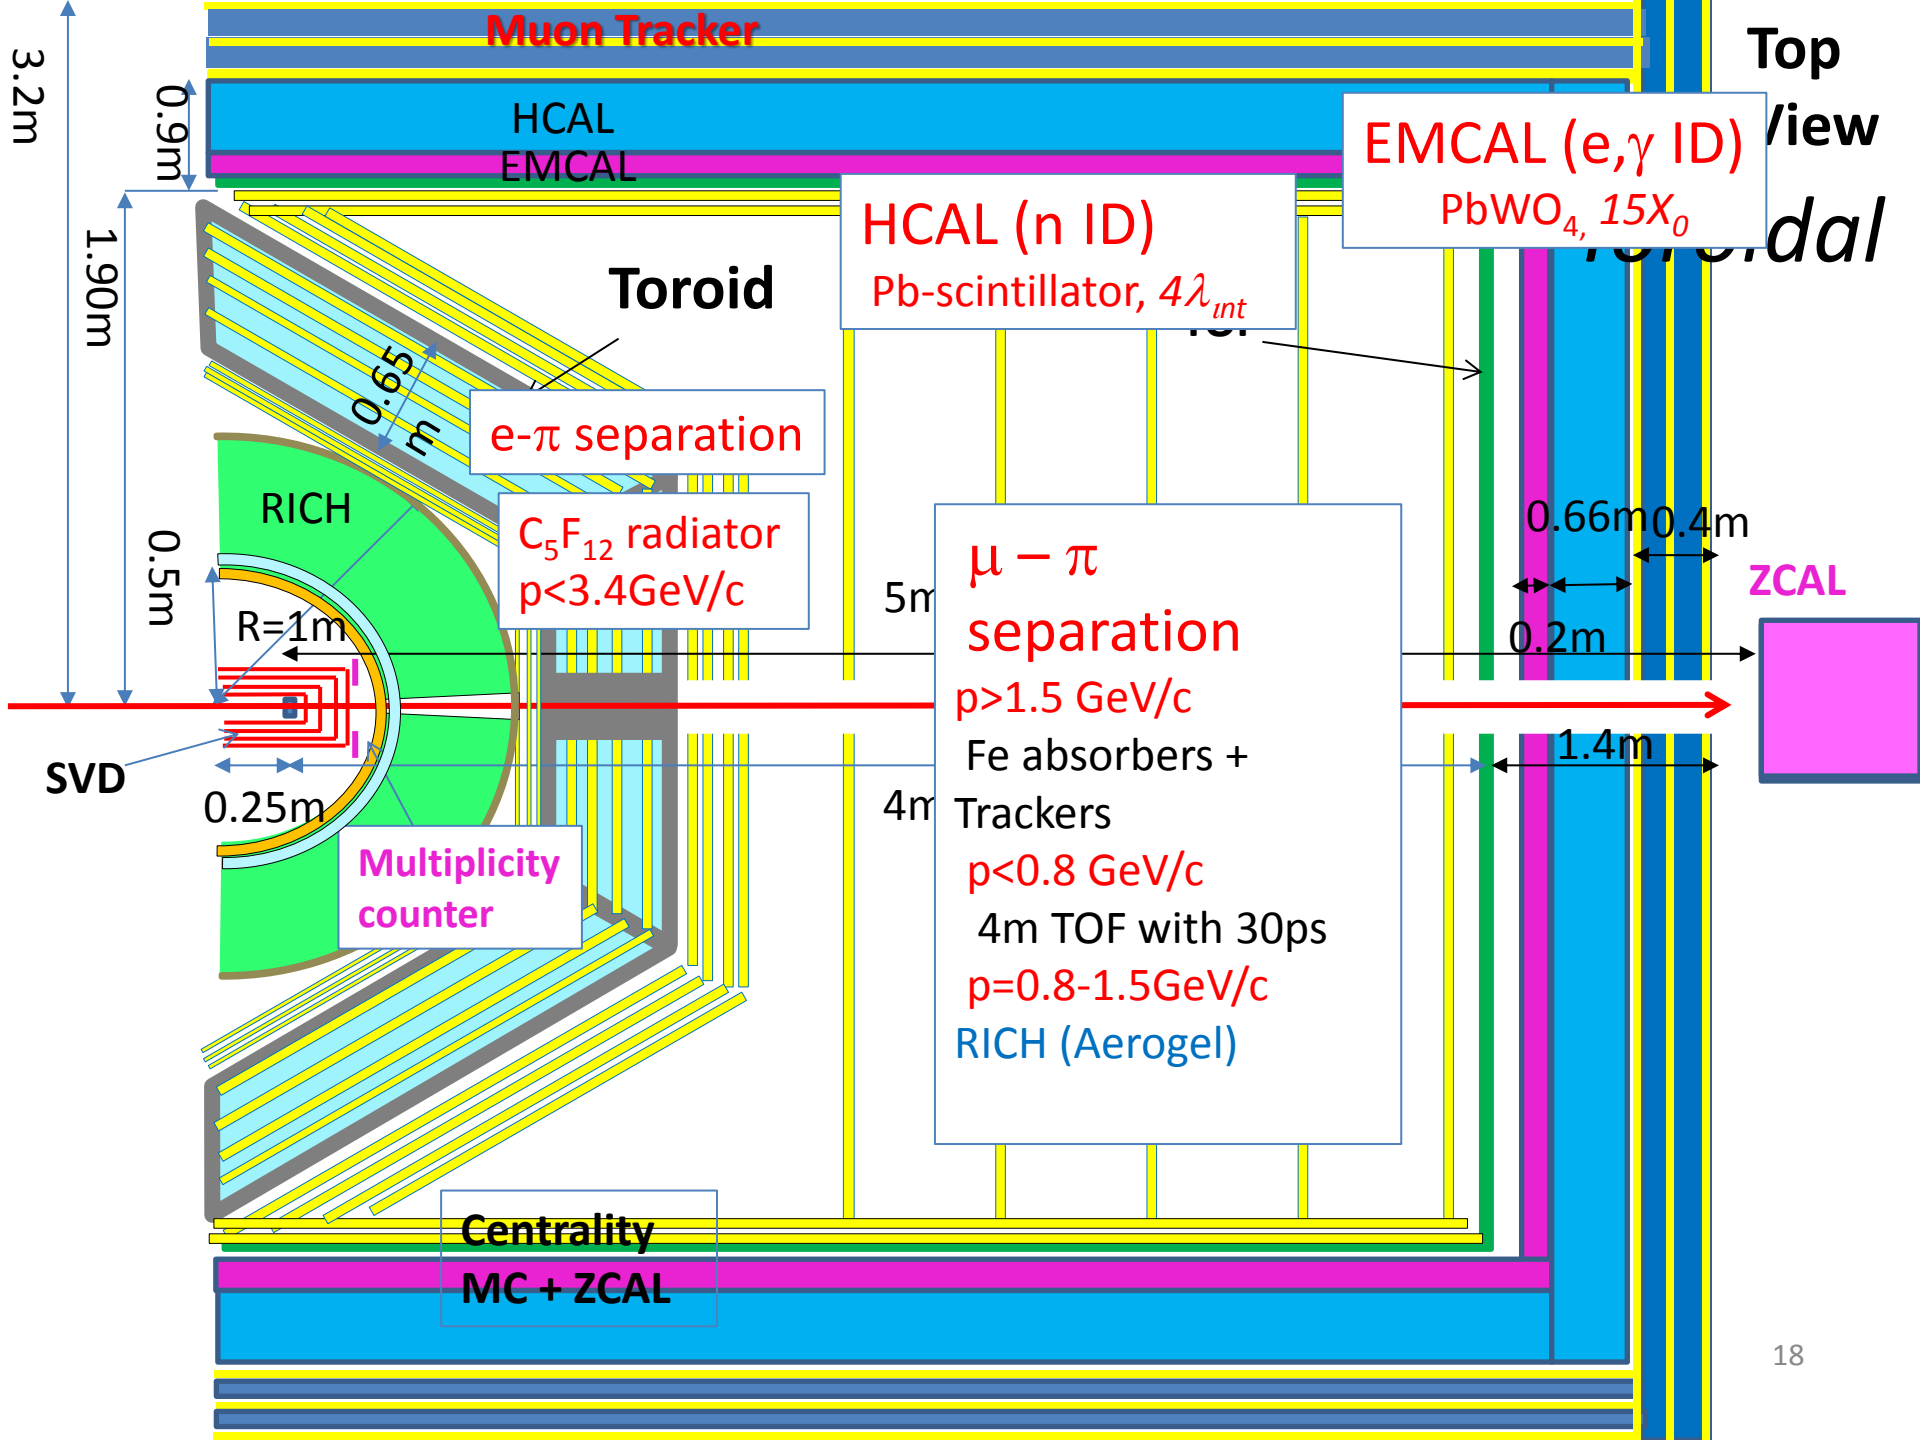 Muon Tracker
Top
View
3.2m
0.9m
HCAL
EMCAL
EMCAL (e,γ ID)
PbWO4, 15X0
HCAL (n ID)
Pb-scintillator, 4λint
1.90m
Toroid
0.65
m
e-π separation
RICH
C5F12 radiator
p<3.4GeV/c
0.5m
R=1m
μ – π
separation
p>1.5 GeV/c
Fe absorbers +
Trackers
p<0.8 GeV/c
4m TOF with 30ps
p=0.8-1.5GeV/c
RICH (Aerogel)
0.66m
0.4m
ZCAL
5m
0.2m
1.4m
SVD
0.25m
4m
Multiplicity
counter
Centrality
MC + ZCAL
18